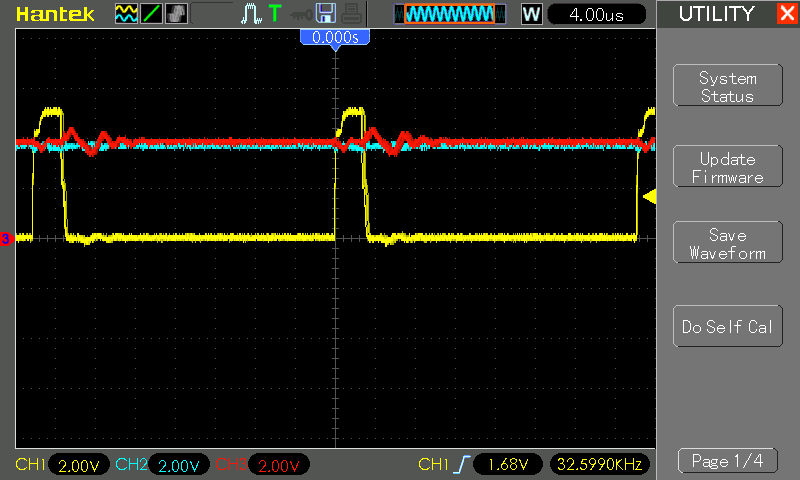 Hantek
T
W
4.00us
UTILITY
0.000s
System
Status
Update
Firmware
Save
Waveform
3
Do Self Cal
CH1 2.00V CH2 2.00V CH3 2.00V CH1 1.68V 32.5990KHz
Page 1/4